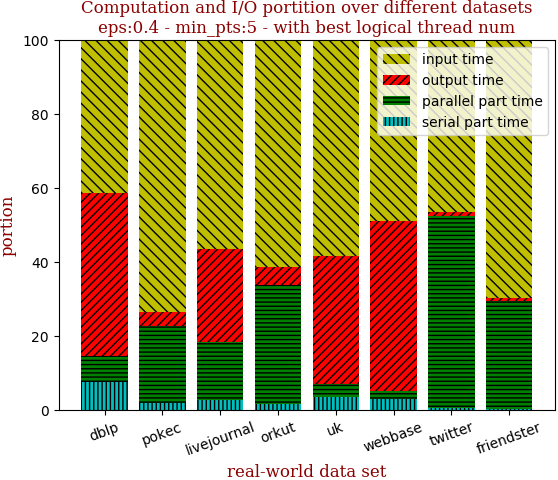 Computation and I/O portition over different datasets
eps:0.4 - min_pts:5 - with best logical thread num
input time
output time
parallel part time
serial part time
portion
100
80
60
40
20
0
dblp
pokec
livejournal
orkut
uk
webbase
twitter
friendster
real-world data set